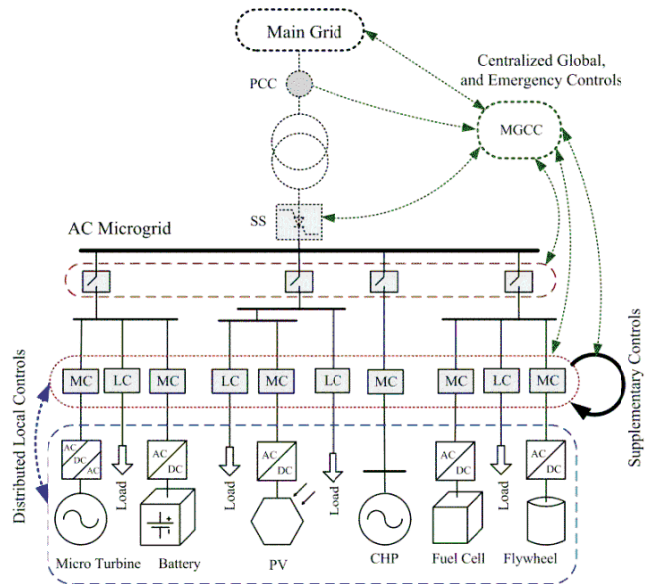 Main Grid
PCC
Centralized Global,
and Emergency Controls
MGCC
SS
AC Microgrid
MC
LC
MC
LC
MC
LC
MC
MC
LC
MC
Distributed Local Controls
Supplementary Controls
AC
DC
AC
Load
AC
DC
Load
AC
DC
Load
AC
DC
Load
AC
DC
Micro Turbine
Battery
PV
CHP
Fuel Cell
Flywheel